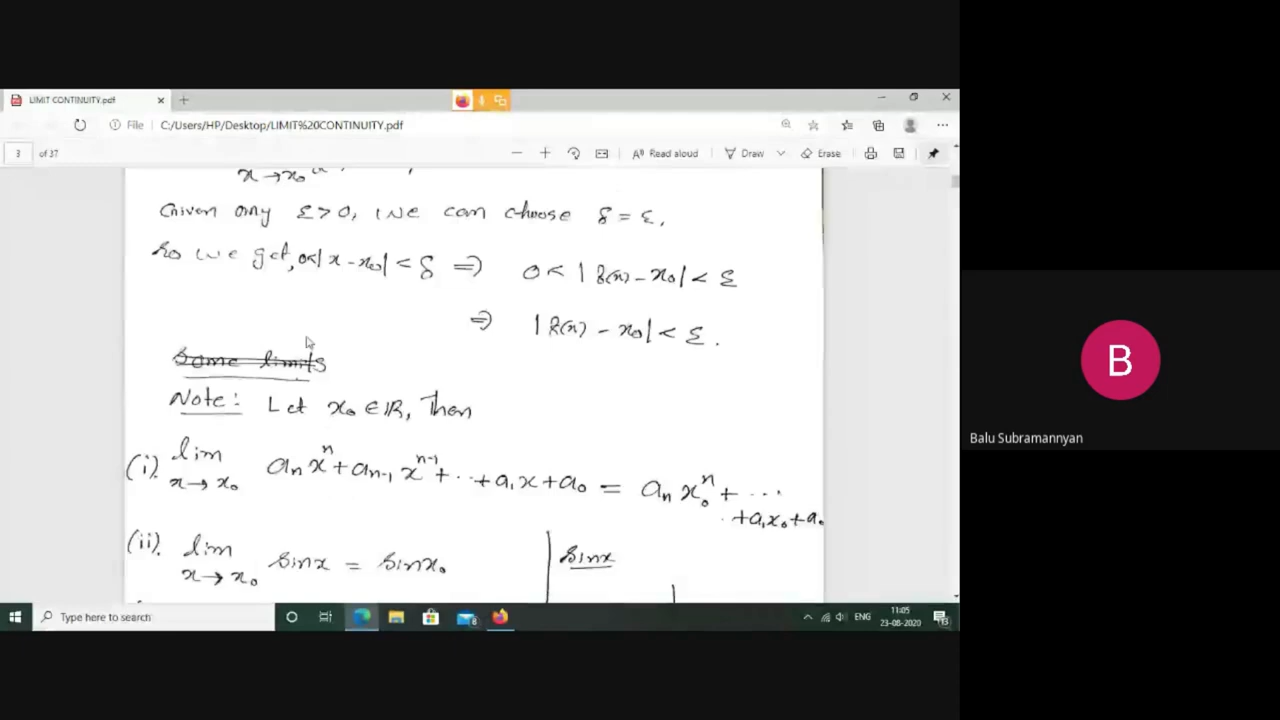 LIMIT CONTINUITY.pdf
File C:/Users/HP/Desktop/LIMIT%20CONTINUITY.pdf
3 of 37 Read aloud Draw Erase
x→x₀
Given any ε>0, we can choose δ = ε,
So we get, 0<|x-x₀|<δ ⇒ 0<|f(x)-x₀|<ε
⇒ |f(x)-x₀|<ε.
Some limits
Note: Let x₀∈ℝ, Then
(i). lim x→x₀ aₙxⁿ+aₙ₋₁xⁿ⁻¹+...+a₁x+a₀ = aₙx₀ⁿ+...
..+a₁x₀+a₀
(ii). lim x→x₀ sinx = sinx₀ sinx
Type here to search
ENG
11:05
23-08-2020
B
Balu Subramannyan